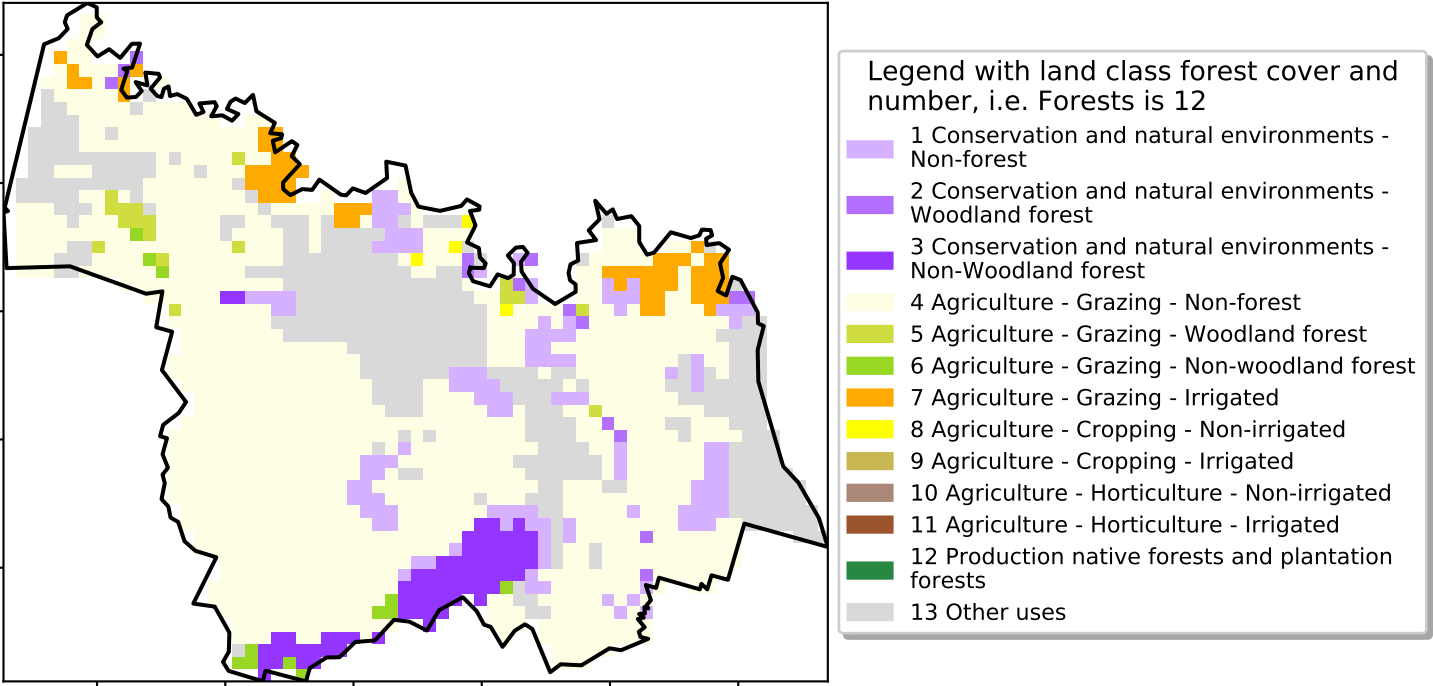 Legend with land class forest cover and
number, i.e. Forests is 12
1 Conservation and natural environments -
Non-forest
2 Conservation and natural environments -
Woodland forest
3 Conservation and natural environments -
Non-Woodland forest
4 Agriculture - Grazing - Non-forest
5 Agriculture - Grazing - Woodland forest
6 Agriculture - Grazing - Non-woodland forest
7 Agriculture - Grazing - Irrigated
8 Agriculture - Cropping - Non-irrigated
9 Agriculture - Cropping - Irrigated
10 Agriculture - Horticulture - Non-irrigated
11 Agriculture - Horticulture - Irrigated
12 Production native forests and plantation
forests
13 Other uses